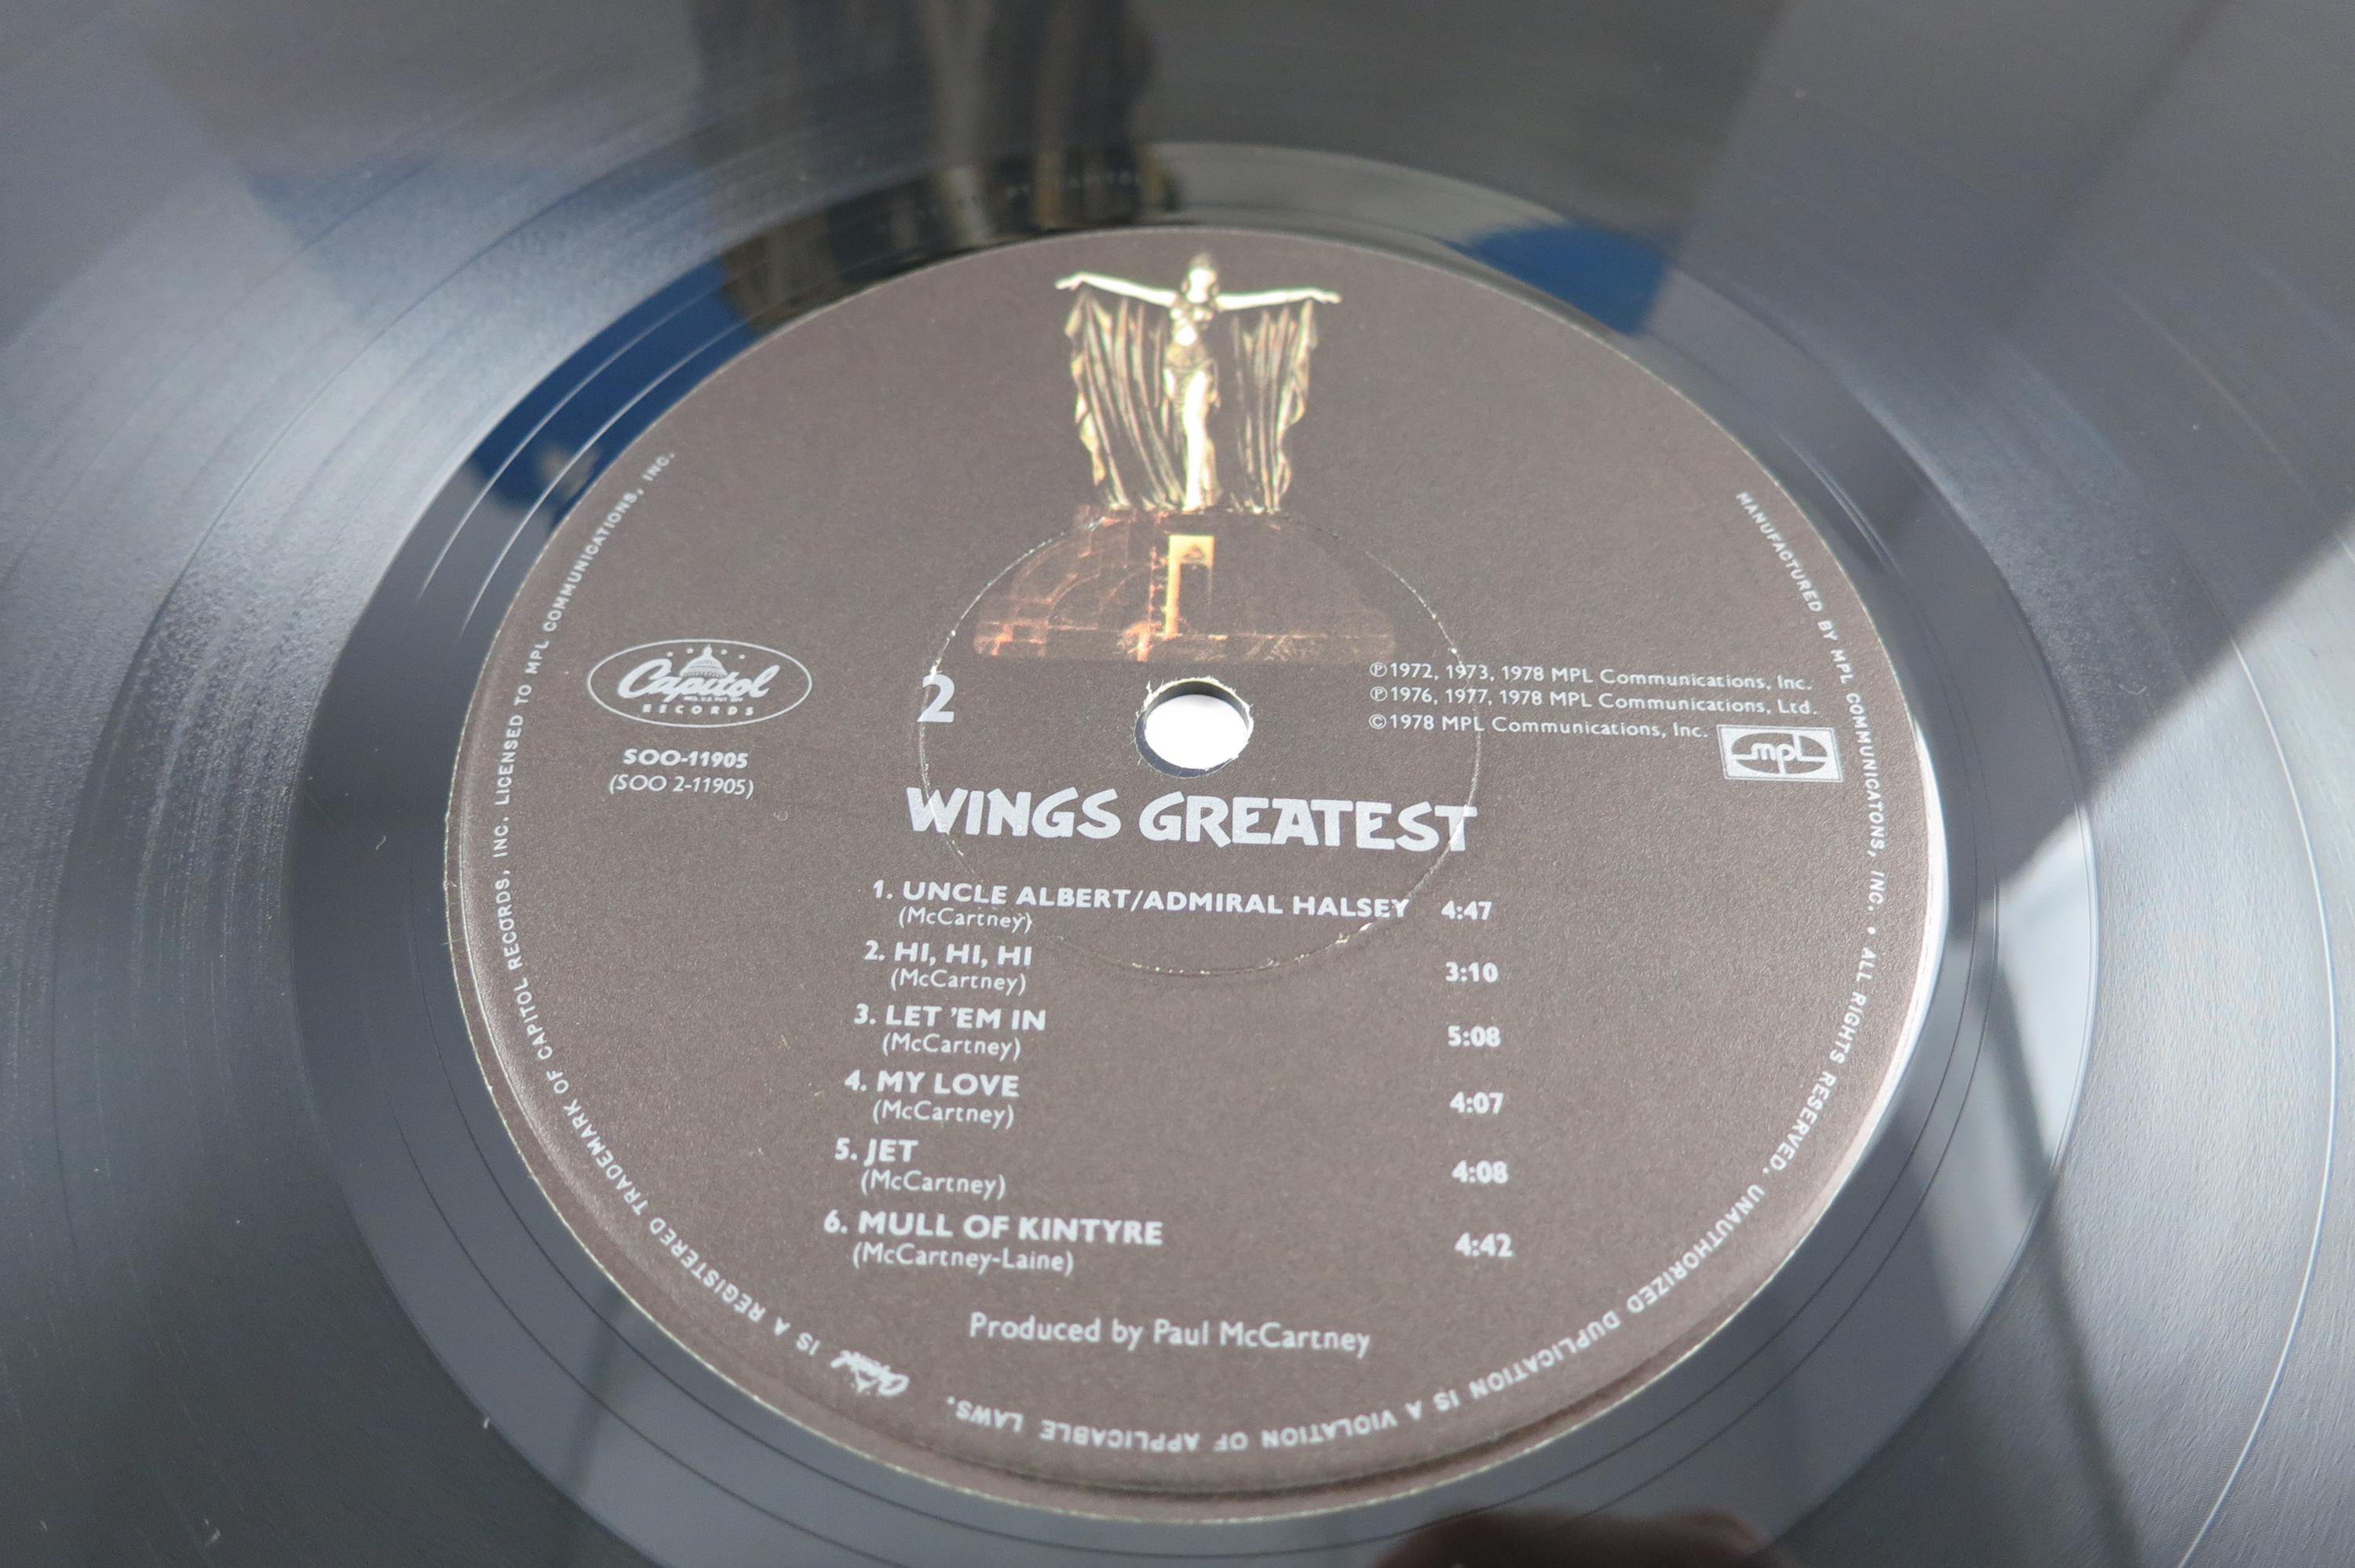 Capitol
RECORDS
SOO-11905
(SOO 2-11905)
2
℗1972, 1973, 1978 MPL Communications, Inc.
℗1976, 1977, 1978 MPL Communications, Ltd.
©1978 MPL Communications, Inc.
mpl
WINGS GREATEST
1. UNCLE ALBERT/ADMIRAL HALSEY 4:47
(McCartney)
2. HI, HI, HI 3:10
(McCartney)
3. LET 'EM IN 5:08
(McCartney)
4. MY LOVE 4:07
(McCartney)
5. JET 4:08
(McCartney)
6. MULL OF KINTYRE 4:42
(McCartney-Laine)
Produced by Paul McCartney
MANUFACTURED BY MPL COMMUNICATONS, INC. • ALL RIGHTS RESERVED. UNAUTHORIZED DUPLICATION IS A VIOLATION OF APPLICABLE LAWS.
Capitol IS A REGISTERED TRADEMARK OF CAPITOL RECORDS, INC. LICENSED TO MPL COMMUNICATIONS, INC.